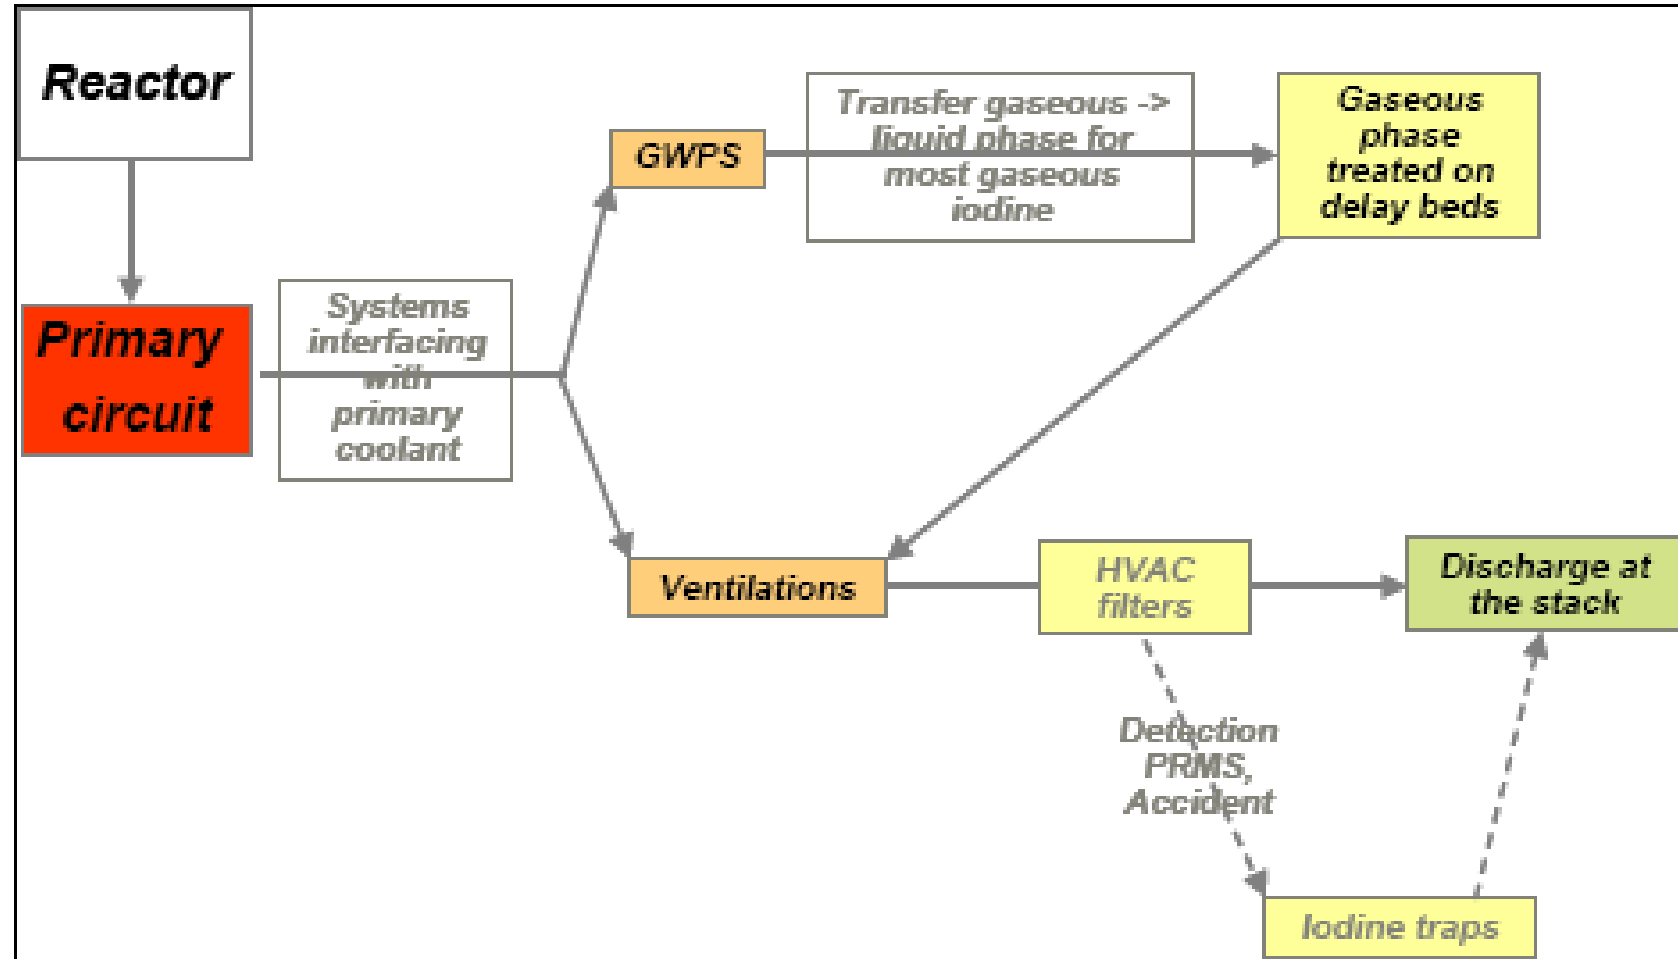 Reactor
Transfer gaseous ->
liquid phase for
most gaseous
iodine
Gaseous
phase
treated on
delay beds
GWPS
Primary
circuit
Systems
interfacing
with
primary
coolant
Ventilations
HVAC
filters
Discharge at
the stack
Detection
PRMS,
Accident
Iodine traps